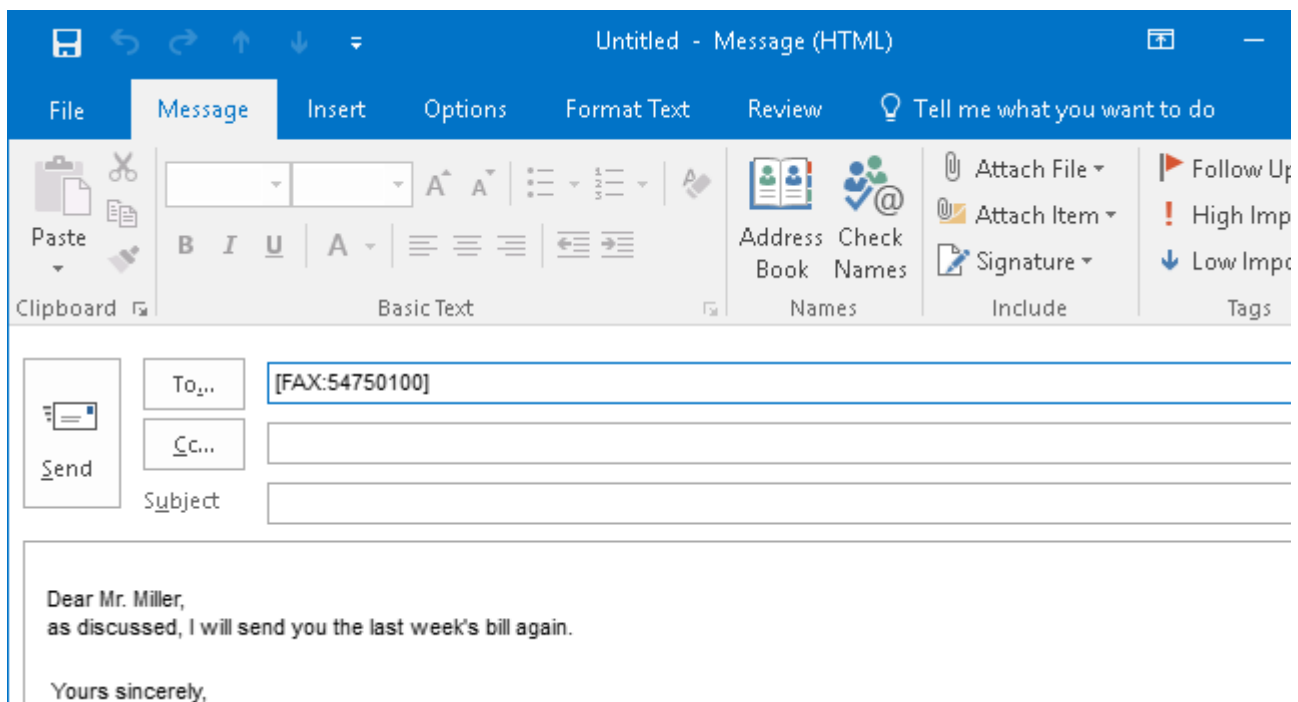 Untitled - Message (HTML)
File Message Insert Options Format Text Review Tell me what you want to do
Paste
Clipboard
B I U A
Basic Text
Address Book
Check Names
Names
Attach File
Attach Item
Signature
Include
Follow Up
High Imp
Low Impo
Tags
Send
To... [FAX:54750100]
Cc...
Subject
Dear Mr. Miller,
as discussed, I will send you the last week's bill again.
Yours sincerely,